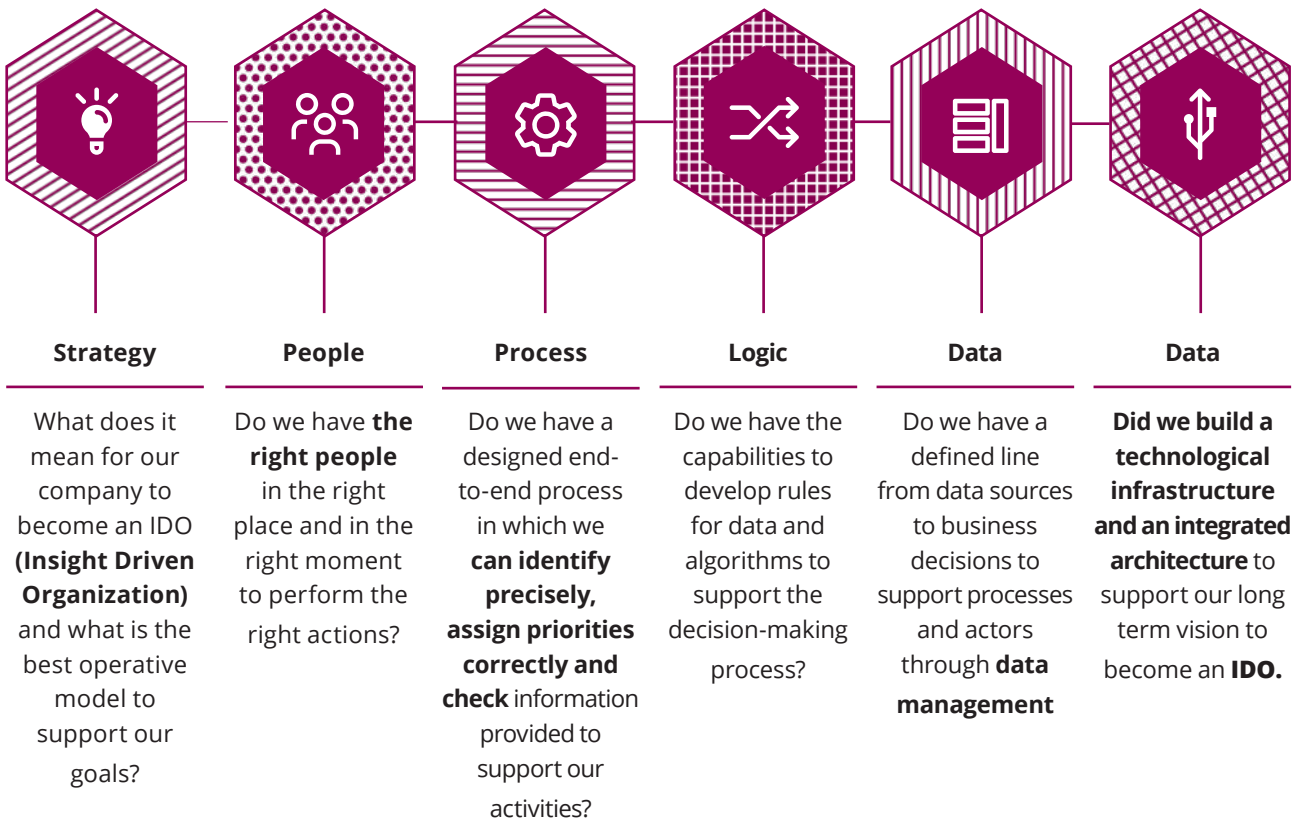 Strategy
What does it
mean for our
company to
become an IDO
(Insight Driven
Organization)
and what is the
best operative
model to
support our
goals?
People
Do we have the
right people
in the right
place and in the
right moment
to perform the
right actions?
Process
Do we have a
designed end-
to-end process
in which we
can identify
precisely,
assign priorities
correctly and
check information
provided to
support our
activities?
Logic
Do we have the
capabilities to
develop rules
for data and
algorithms to
support the
decision-making
process?
Data
Do we have a
defined line
from data sources
to business
decisions to
support processes
and actors
through data
management
Data
Did we build a
technological
infrastructure
and an integrated
architecture to
support our long
term vision to
become an IDO.